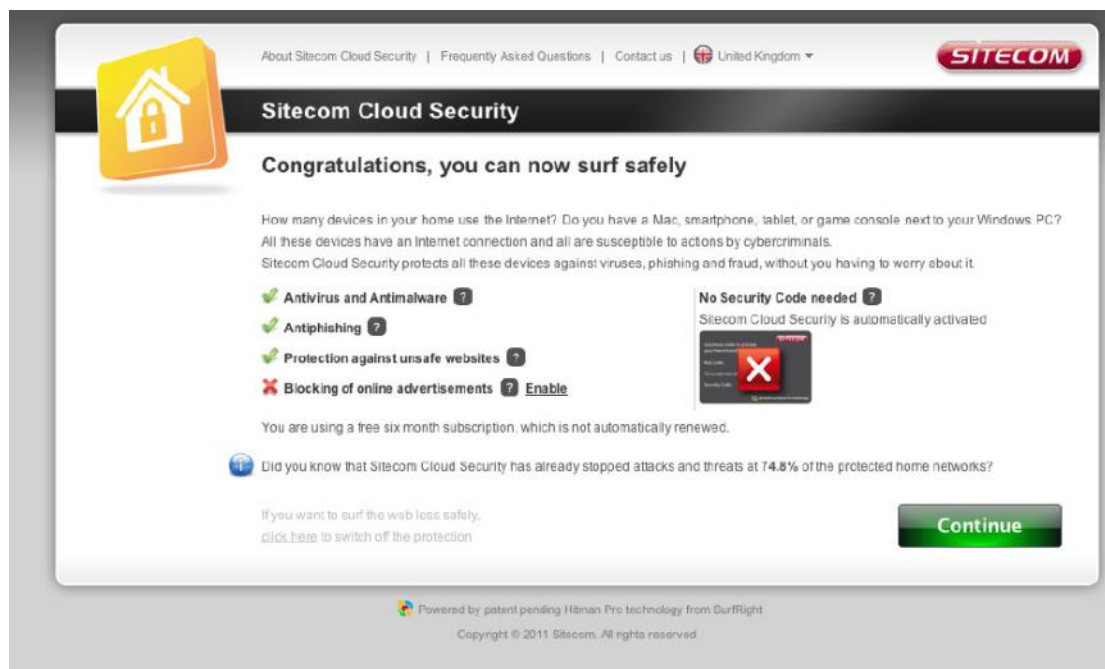 About Sitecom Cloud Security | Frequently Asked Questions | Contact us | United Kingdom
SITECOM
Sitecom Cloud Security
Congratulations, you can now surf safely
How many devices in your home use the Internet? Do you have a Mac, smartphone, tablet, or game console next to your Windows PC?
All these devices have an Internet connection and all are susceptible to actions by cybercriminals.
Sitecom Cloud Security protects all these devices against viruses, phishing and fraud, without you having to worry about it.
Antivirus and Antimalware ?
Antiphishing ?
Protection against unsafe websites ?
Blocking of online advertisements ? Enable
No Security Code needed ?
Sitecom Cloud Security is automatically activated
SITECOM
You are using a free six month subscription, which is not automatically renewed.
Did you know that Sitecom Cloud Security has already stopped attacks and threats at 74.8% of the protected home networks?
If you want to surf the web less safely,
click here to switch off the protection
Continue
Powered by patent pending Hitman Pro technology from SurfRight
Copyright © 2011 Sitecom. All rights reserved